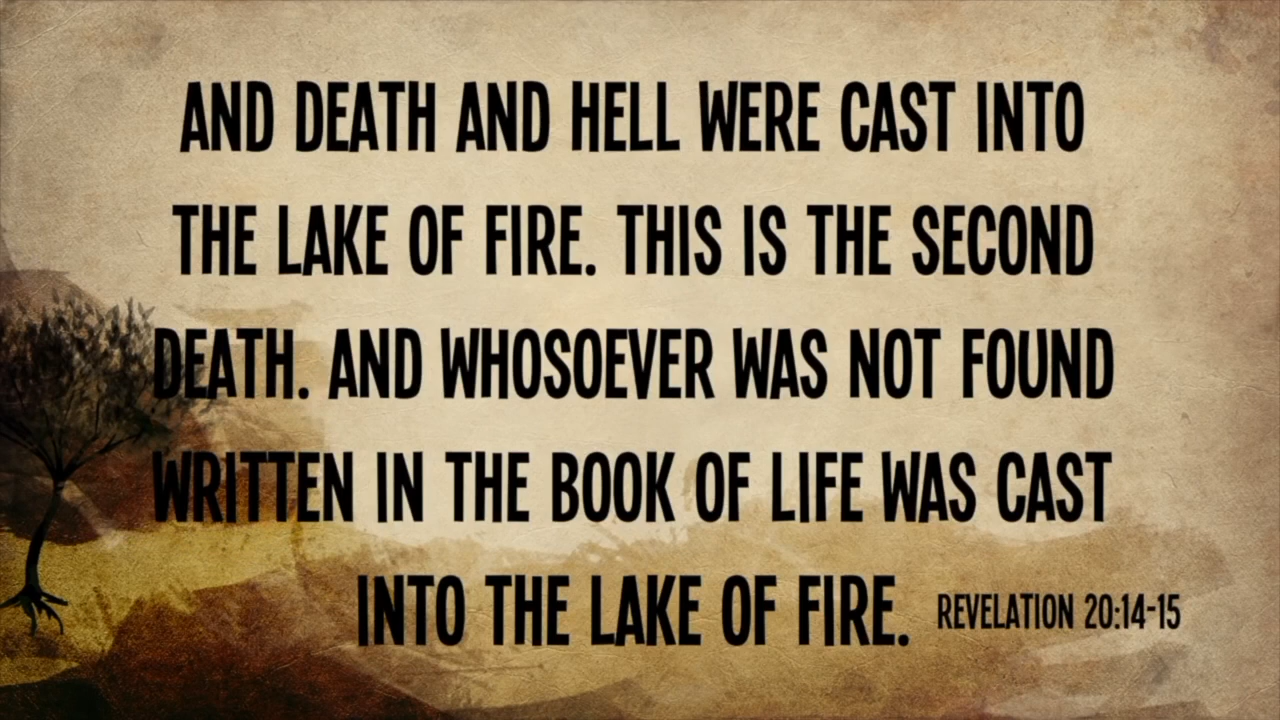 AND DEATH AND HELL WERE CAST INTO
THE LAKE OF FIRE. THIS IS THE SECOND
DEATH. AND WHOSOEVER WAS NOT FOUND
WRITTEN IN THE BOOK OF LIFE WAS CAST
INTO THE LAKE OF FIRE. REVELATION 20:14-15